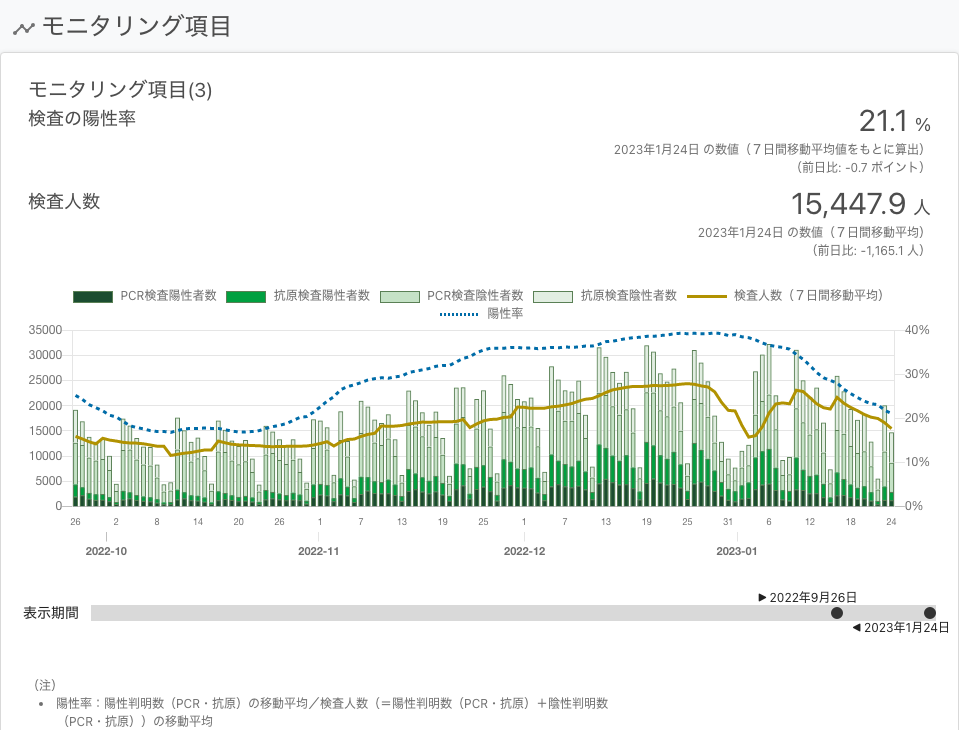 モニタリング項目
モニタリング項目(3)
検査の陽性率
21.1 %
2023年1月24日 の数値（７日間移動平均値をもとに算出）
（前日比: -0.7 ポイント）
検査人数
15,447.9 人
2023年1月24日 の数値（７日間移動平均）
（前日比: -1,165.1 人）
PCR検査陽性者数 抗原検査陽性者数 PCR検査陰性者数 抗原検査陰性者数 検査人数（７日間移動平均）
陽性率
35000 40%
30000
25000 30%
20000
20%
15000
10000 10%
5000
0 0%
26 2 8 14 20 26 1 7 13 19 25 1 7 13 19 25 31 6 12 18 24
2022-10 2022-11 2022-12 2023-01
▶ 2022年9月26日
表示期間
◀ 2023年1月24日
（注）
• 陽性率：陽性判明数（PCR・抗原）の移動平均／検査人数（＝陽性判明数（PCR・抗原）＋陰性判明数
（PCR・抗原））の移動平均